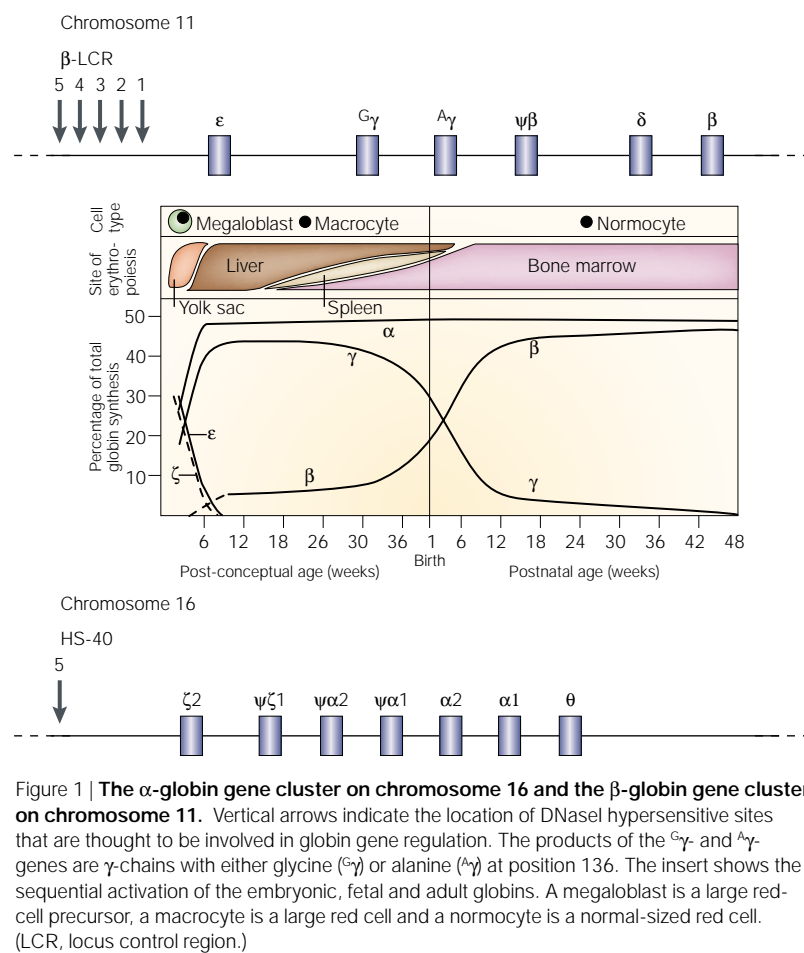 Chromosome 11
β-LCR
5 4 3 2 1
ε Gγ Aγ ψβ δ β
Cell type
Megaloblast Macrocyte Normocyte
Site of erythro-poiesis
Liver Bone marrow
Yolk sac Spleen
Percentage of total globin synthesis
50
40
30
20
10
α
γ β
ε
ζ
β γ
6 12 18 26 30 36 1 6 12 18 24 30 36 42 48
Birth
Post-conceptual age (weeks) Postnatal age (weeks)
Chromosome 16
HS-40
5
ζ2 ψζ1 ψα2 ψα1 α2 α1 θ
Figure 1 | The α-globin gene cluster on chromosome 16 and the β-globin gene cluster
on chromosome 11. Vertical arrows indicate the location of DNaseI hypersensitive sites
that are thought to be involved in globin gene regulation. The products of the Gγ- and Aγ-
genes are γ-chains with either glycine (Gγ) or alanine (Aγ) at position 136. The insert shows the
sequential activation of the embryonic, fetal and adult globins. A megaloblast is a large red-
cell precursor, a macrocyte is a large red cell and a normocyte is a normal-sized red cell.
(LCR, locus control region.)